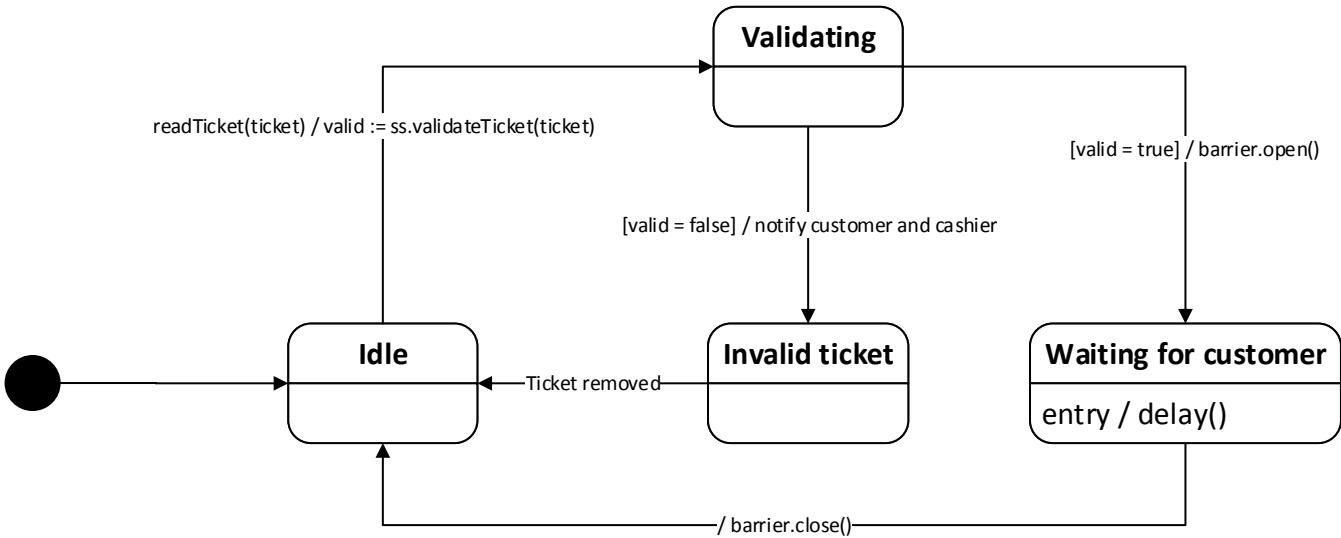 Validating
readTicket(ticket) / valid := ss.validateTicket(ticket)
[valid = true] / barrier.open()
[valid = false] / notify customer and cashier
Idle
Invalid ticket
Waiting for customer
Ticket removed
entry / delay()
/ barrier.close()